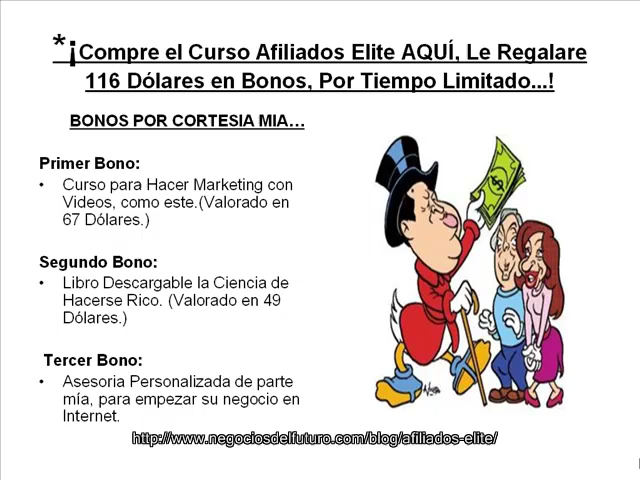 *¡Compre el Curso Afiliados Elite AQUÍ, Le Regalare
116 Dólares en Bonos, Por Tiempo Limitado...!
BONOS POR CORTESIA MIA…
Primer Bono:
• Curso para Hacer Marketing con
Videos, como este.(Valorado en
67 Dólares.)
Segundo Bono:
• Libro Descargable la Ciencia de
Hacerse Rico. (Valorado en 49
Dólares.)
Tercer Bono:
• Asesoria Personalizada de parte
mía, para empezar su negocio en
Internet.
http://www.negociosdelfuturo.com/blog/afiliados-elite/